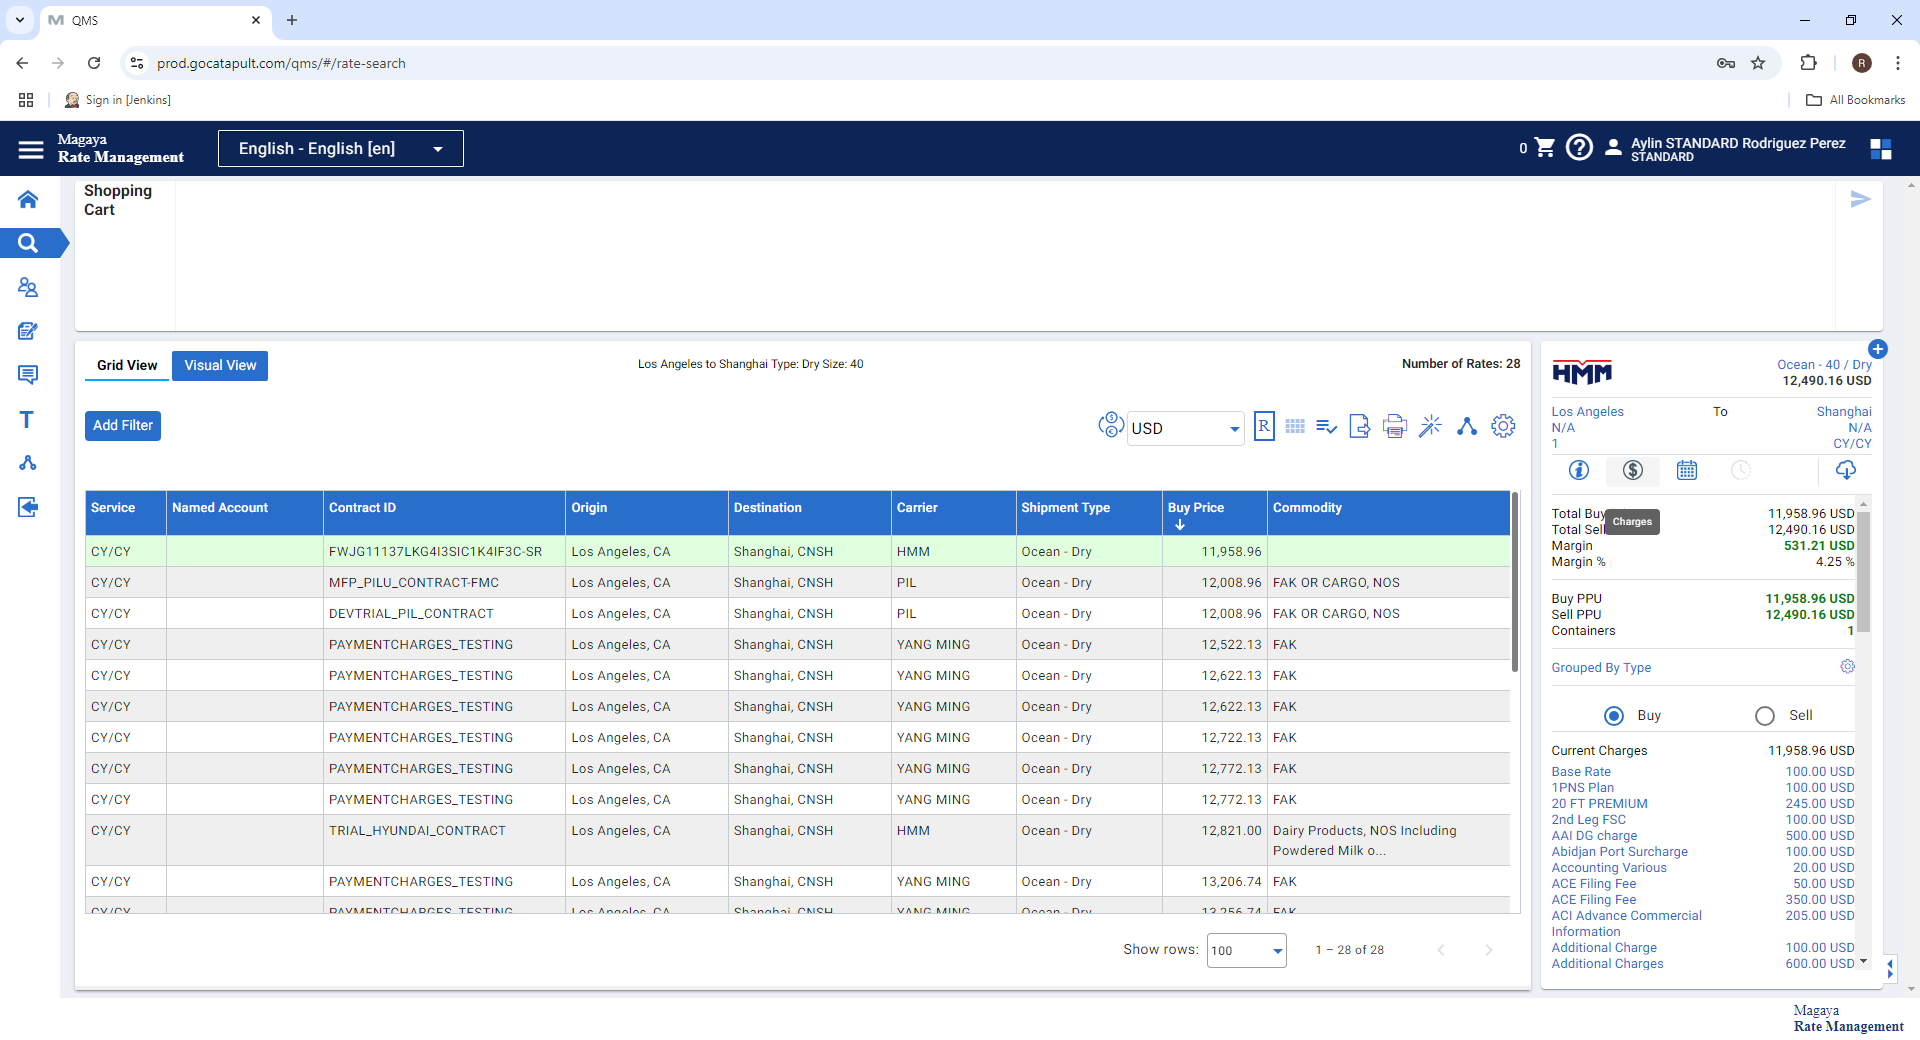 QMS
prod.gocatapult.com/qms/#/rate-search
R
Sign in [Jenkins]
All Bookmarks
Magaya
Rate Management
English - English [en]
0
Aylin STANDARD Rodriguez Perez
STANDARD
Shopping
Cart
Grid View
Visual View
Los Angeles to Shanghai Type: Dry Size: 40
Number of Rates: 28
Add Filter
USD
R
Service Named Account Contract ID Origin Destination Carrier Shipment Type Buy Price Commodity
CY/CY FWJG11137LKG4I3SIC1K4IF3C-SR Los Angeles, CA Shanghai, CNSH HMM Ocean - Dry 11,958.96
CY/CY MFP_PILU_CONTRACT-FMC Los Angeles, CA Shanghai, CNSH PIL Ocean - Dry 12,008.96 FAK OR CARGO, NOS
CY/CY DEVTRIAL_PIL_CONTRACT Los Angeles, CA Shanghai, CNSH PIL Ocean - Dry 12,008.96 FAK OR CARGO, NOS
CY/CY PAYMENTCHARGES_TESTING Los Angeles, CA Shanghai, CNSH YANG MING Ocean - Dry 12,522.13 FAK
CY/CY PAYMENTCHARGES_TESTING Los Angeles, CA Shanghai, CNSH YANG MING Ocean - Dry 12,622.13 FAK
CY/CY PAYMENTCHARGES_TESTING Los Angeles, CA Shanghai, CNSH YANG MING Ocean - Dry 12,622.13 FAK
CY/CY PAYMENTCHARGES_TESTING Los Angeles, CA Shanghai, CNSH YANG MING Ocean - Dry 12,722.13 FAK
CY/CY PAYMENTCHARGES_TESTING Los Angeles, CA Shanghai, CNSH YANG MING Ocean - Dry 12,772.13 FAK
CY/CY PAYMENTCHARGES_TESTING Los Angeles, CA Shanghai, CNSH YANG MING Ocean - Dry 12,772.13 FAK
CY/CY TRIAL_HYUNDAI_CONTRACT Los Angeles, CA Shanghai, CNSH HMM Ocean - Dry 12,821.00 Dairy Products, NOS Including
Powdered Milk o...
CY/CY PAYMENTCHARGES_TESTING Los Angeles, CA Shanghai, CNSH YANG MING Ocean - Dry 13,206.74 FAK
CY/CY PAYMENTCHARGES_TESTING Los Angeles, CA Shanghai, CNSH YANG MING Ocean - Dry 13,256.74 FAK
Show rows: 100 1 – 28 of 28
HMM
Ocean - 40 / Dry
12,490.16 USD
Los Angeles To Shanghai
N/A N/A
1 CY/CY
Total Buy 11,958.96 USD
Charges
Total Sell 12,490.16 USD
Margin 531.21 USD
Margin % 4.25 %
Buy PPU 11,958.96 USD
Sell PPU 12,490.16 USD
Containers 1
Grouped By Type
Buy Sell
Current Charges 11,958.96 USD
Base Rate 100.00 USD
1PNS Plan 100.00 USD
20 FT PREMIUM 245.00 USD
2nd Leg FSC 100.00 USD
AAI DG charge 500.00 USD
Abidjan Port Surcharge 100.00 USD
Accounting Various 20.00 USD
ACE Filing Fee 50.00 USD
ACE Filing Fee 350.00 USD
ACI Advance Commercial 205.00 USD
Information
Additional Charge 100.00 USD
Additional Charges 600.00 USD
Magaya
Rate Management